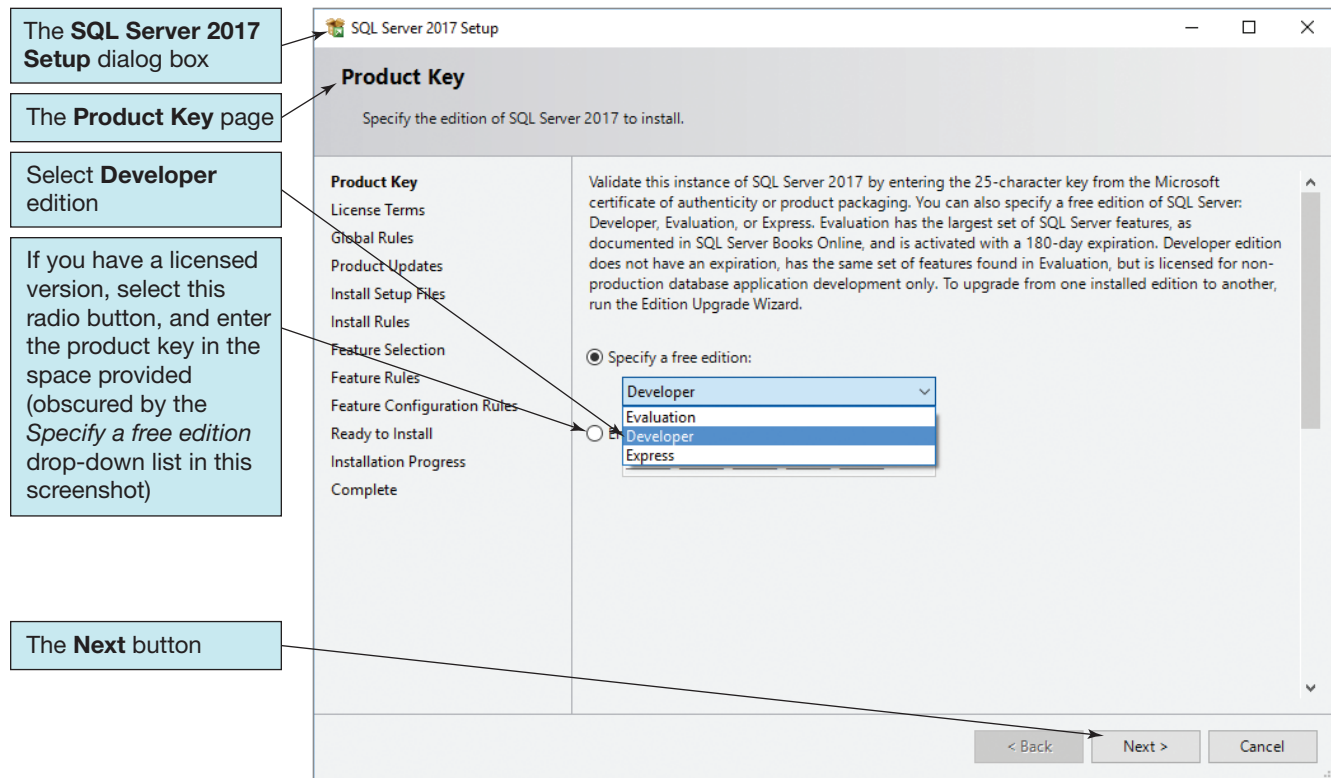 The SQL Server 2017
Setup dialog box
The Product Key page
Select Developer
edition
If you have a licensed
version, select this
radio button, and enter
the product key in the
space provided
(obscured by the
Specify a free edition
drop-down list in this
screenshot)
The Next button
SQL Server 2017 Setup
Product Key
Specify the edition of SQL Server 2017 to install.
Product Key
License Terms
Global Rules
Product Updates
Install Setup Files
Install Rules
Feature Selection
Feature Rules
Feature Configuration Rules
Ready to Install
Installation Progress
Complete
Validate this instance of SQL Server 2017 by entering the 25-character key from the Microsoft
certificate of authenticity or product packaging. You can also specify a free edition of SQL Server:
Developer, Evaluation, or Express. Evaluation has the largest set of SQL Server features, as
documented in SQL Server Books Online, and is activated with a 180-day expiration. Developer edition
does not have an expiration, has the same set of features found in Evaluation, but is licensed for non-
production database application development only. To upgrade from one installed edition to another,
run the Edition Upgrade Wizard.
Specify a free edition:
Developer
Evaluation
Developer
Express
< Back
Next >
Cancel